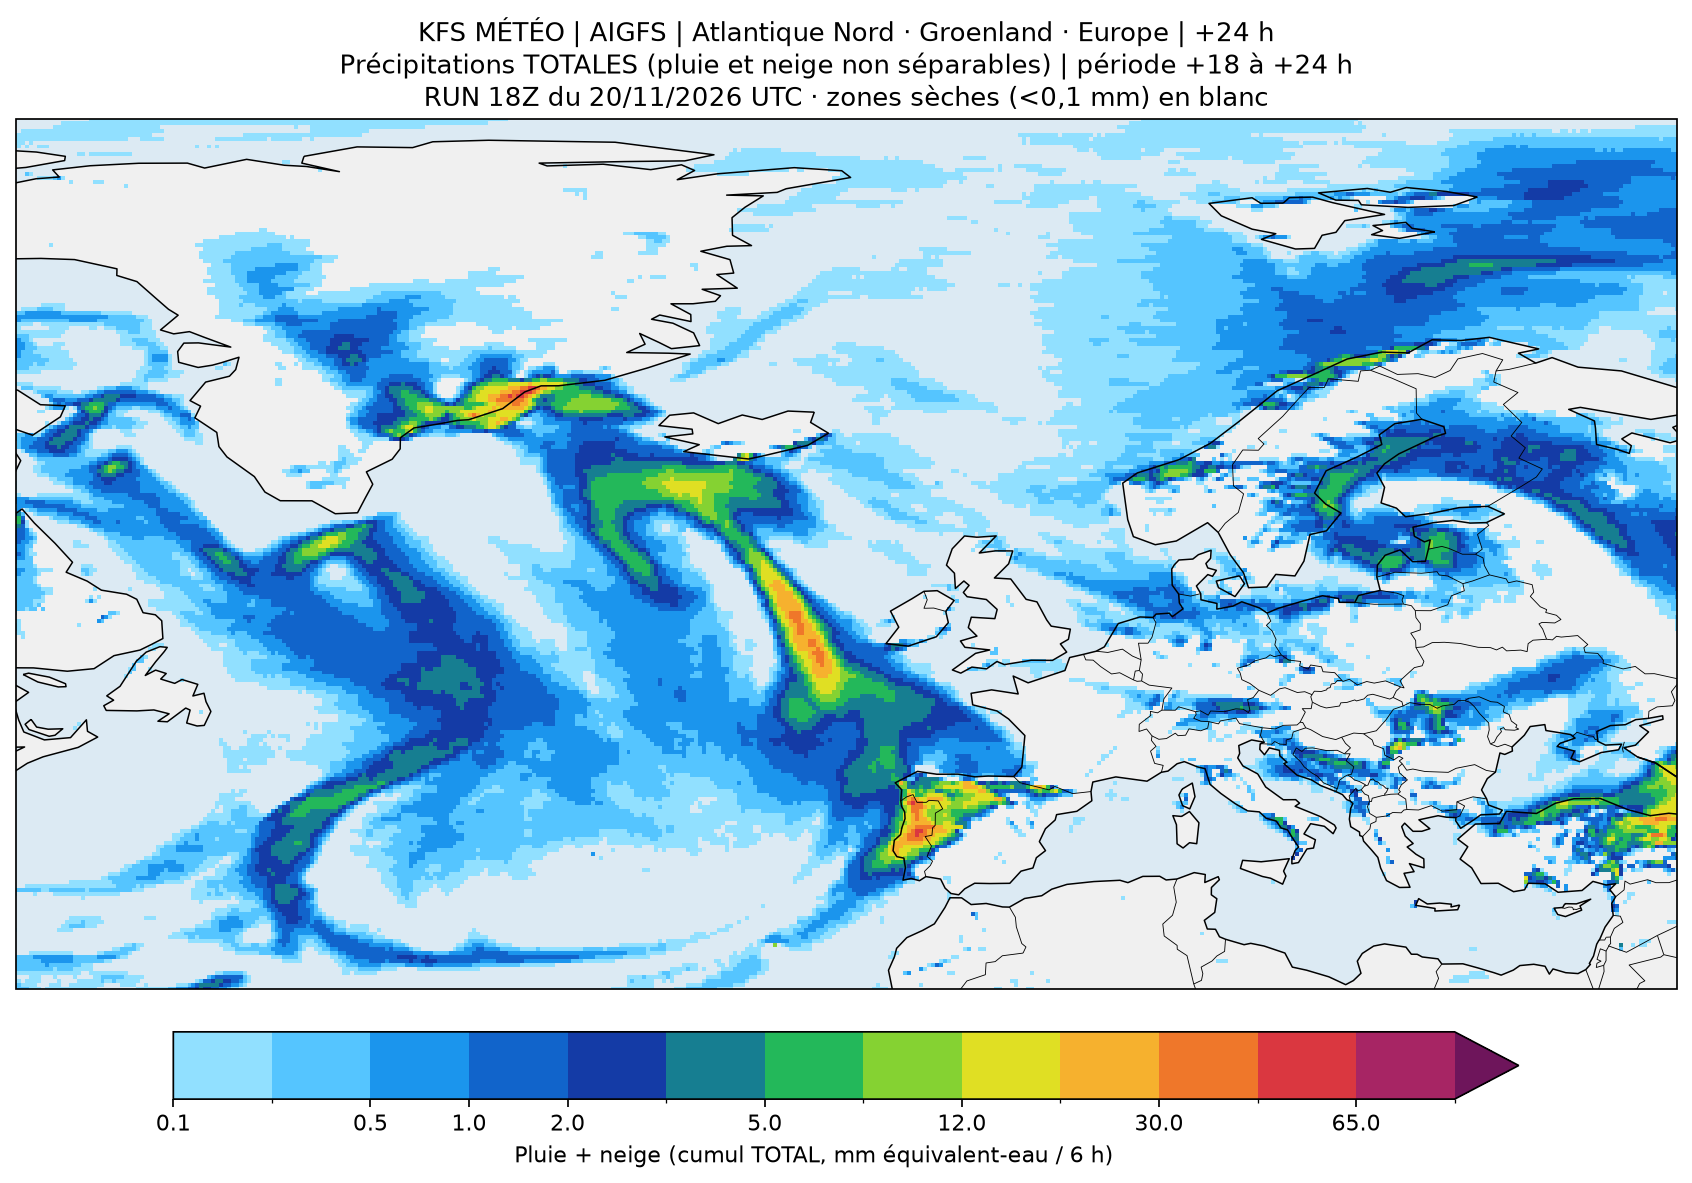 KFS MÉTÉO | AIGFS | Atlantique Nord · Groenland · Europe | +24 h
Précipitations TOTALES (pluie et neige non séparables) | période +18 à +24 h
RUN 18Z du 20/11/2026 UTC · zones sèches (<0,1 mm) en blanc
0.1 0.5 1.0 2.0 5.0 12.0 30.0 65.0
Pluie + neige (cumul TOTAL, mm équivalent-eau / 6 h)